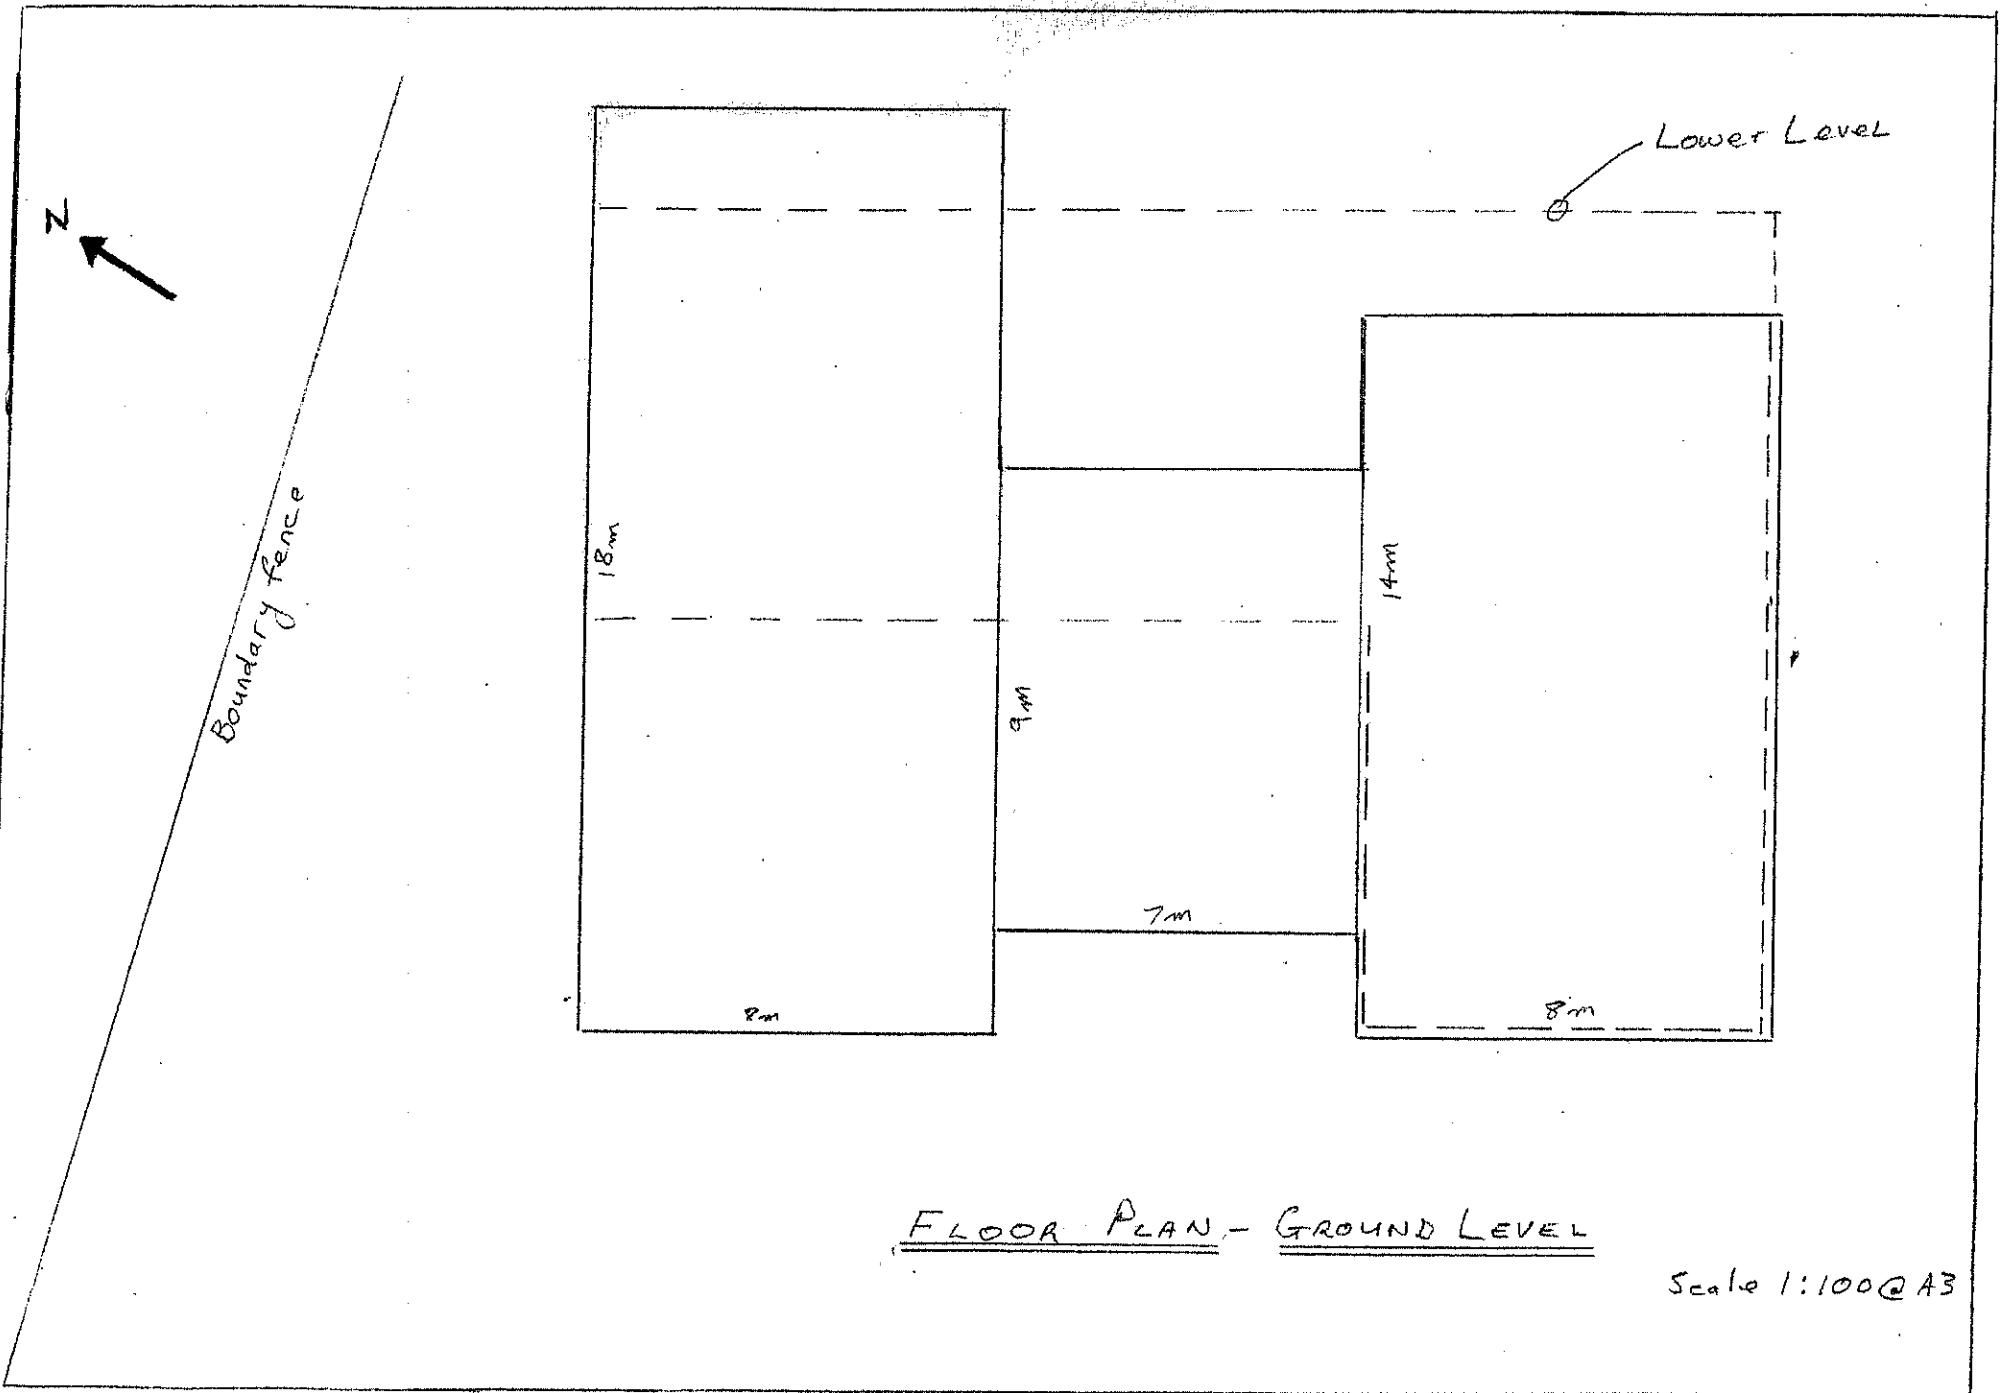 Lower Level
N
Boundary fence
18m
14m
9m
7m
8m
8m
FLOOR PLAN - GROUND LEVEL
Scale 1:100@A3